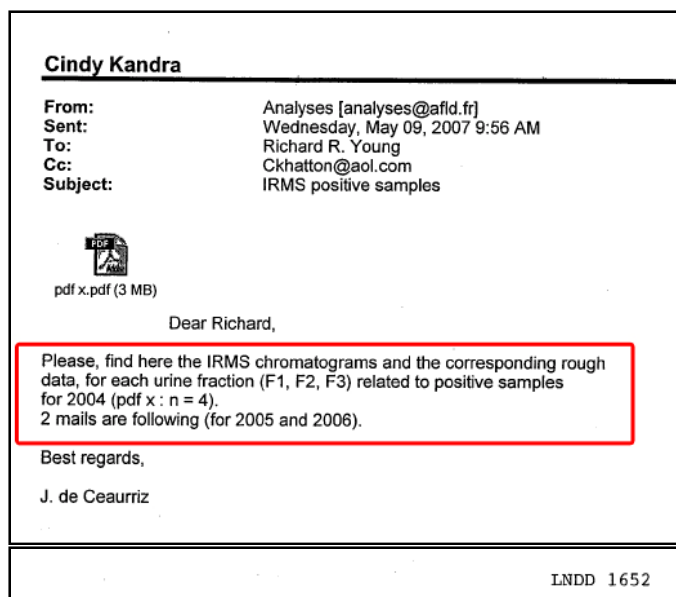 Cindy Kandra
From: Analyses [analyses@afld.fr]
Sent: Wednesday, May 09, 2007 9:56 AM
To: Richard R. Young
Cc: Ckhatton@aol.com
Subject: IRMS positive samples
PDF
Adobe
pdf x.pdf (3 MB)
Dear Richard,
Please, find here the IRMS chromatograms and the corresponding rough
data, for each urine fraction (F1, F2, F3) related to positive samples
for 2004 (pdf x : n = 4).
2 mails are following (for 2005 and 2006).
Best regards,
J. de Ceaurriz
LNDD 1652